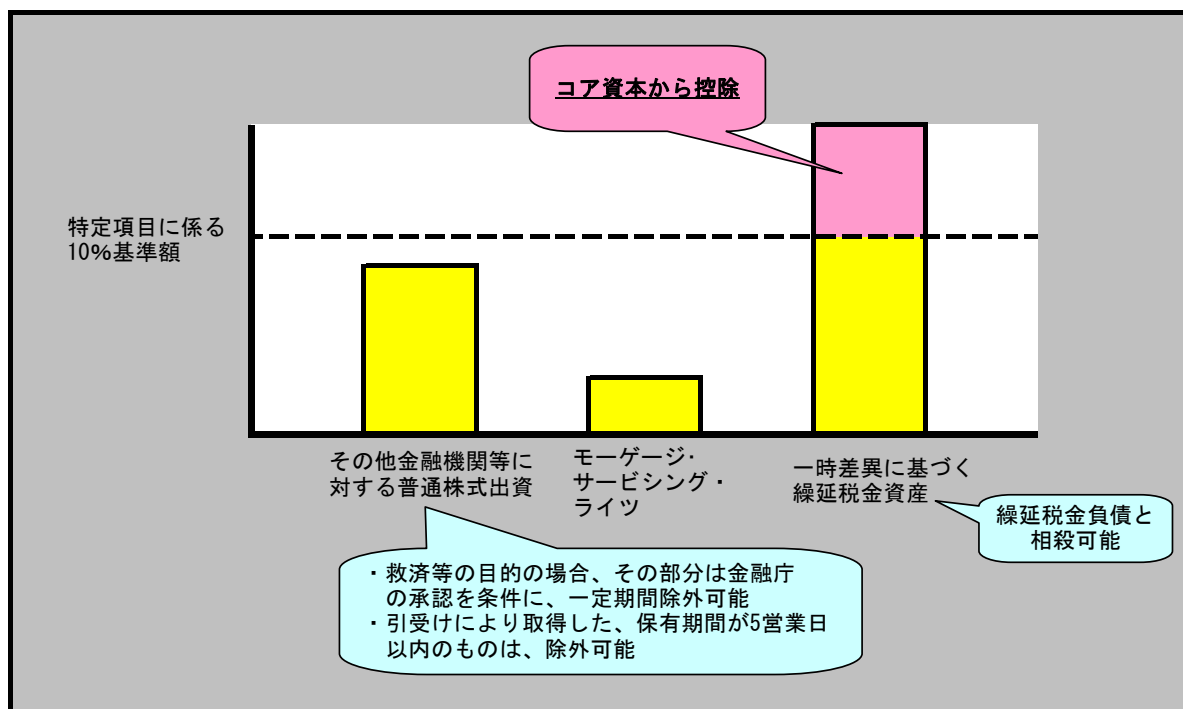 コア資本から控除
特定項目に係る
10%基準額
その他金融機関等に
対する普通株式出資
モーゲージ・
サービシング・
ライツ
一時差異に基づく
繰延税金資産
繰延税金負債と
相殺可能
・救済等の目的の場合、その部分は金融庁
の承認を条件に、一定期間除外可能
・引受けにより取得した、保有期間が5営業日
以内のものは、除外可能